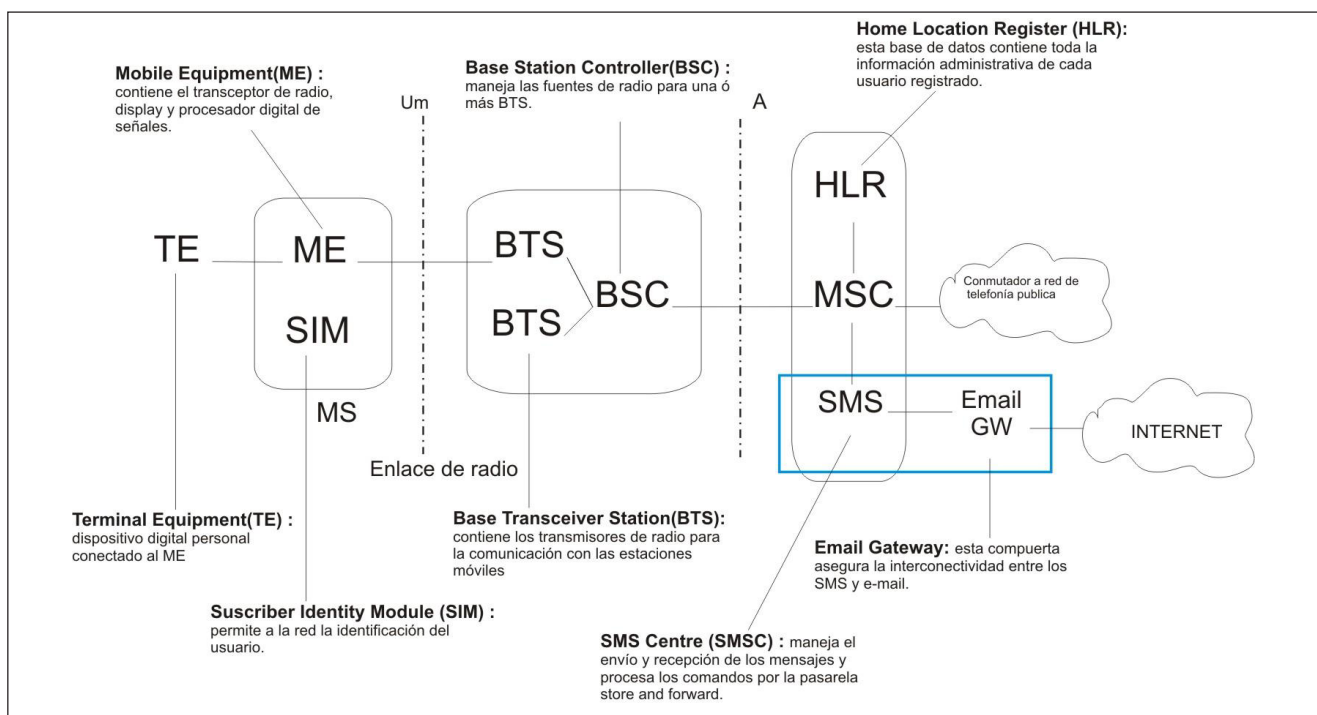 Home Location Register (HLR):
esta base de datos contiene toda la
información administrativa de cada
usuario registrado.
Mobile Equipment(ME) :
contiene el transceptor de radio,
display y procesador digital de
señales.
Um
Base Station Controller(BSC) :
maneja las fuentes de radio para una ó
más BTS.
A
HLR
TE
ME
BTS
BSC
MSC
Conmutador a red de
telefonía publica
SIM
BTS
MS
SMS
Email
GW
INTERNET
Enlace de radio
Terminal Equipment(TE) :
dispositivo digital personal
conectado al ME
Base Transceiver Station(BTS):
contiene los transmisores de radio para
la comunicación con las estaciones
móviles
Email Gateway: esta compuerta
asegura la interconectividad entre los
SMS y e-mail.
Suscriber Identity Module (SIM) :
permite a la red la identificación del
usuario.
SMS Centre (SMSC) : maneja el
envío y recepción de los mensajes y
procesa los comandos por la pasarela
store and forward.